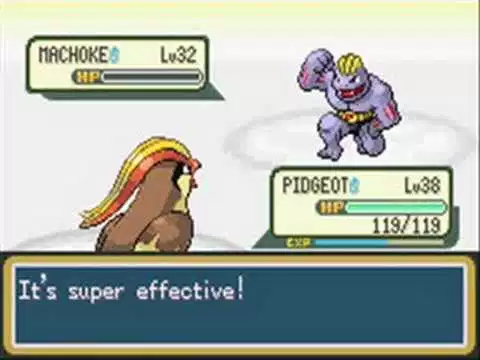 MACHOKE♂ Lv32
HP
PIDGEOT♂ Lv38
HP
119/119
EXP
It's super effective!